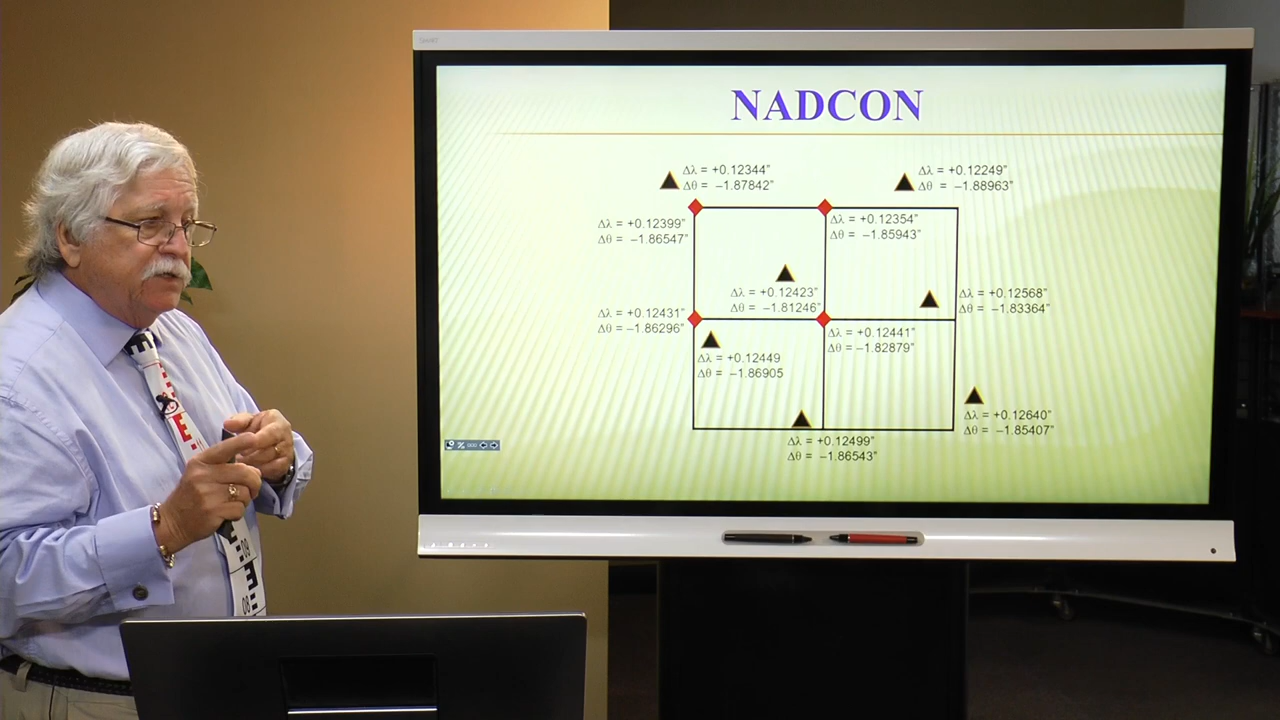 SMART
NADCON
Δλ = +0.12344"
Δθ = –1.87842"
Δλ = +0.12249"
Δθ = –1.88963"
Δλ = +0.12399"
Δθ = –1.86547"
Δλ = +0.12354"
Δθ = –1.85943"
Δλ = +0.12423"
Δθ = –1.81246"
Δλ = +0.12568"
Δθ = –1.83364"
Δλ = +0.12431"
Δθ = –1.86296"
Δλ = +0.12441"
Δθ = –1.82879"
Δλ = +0.12449
Δθ = –1.86905
Δλ = +0.12640"
Δθ = –1.85407"
Δλ = +0.12499"
Δθ = –1.86543"
E
09
08